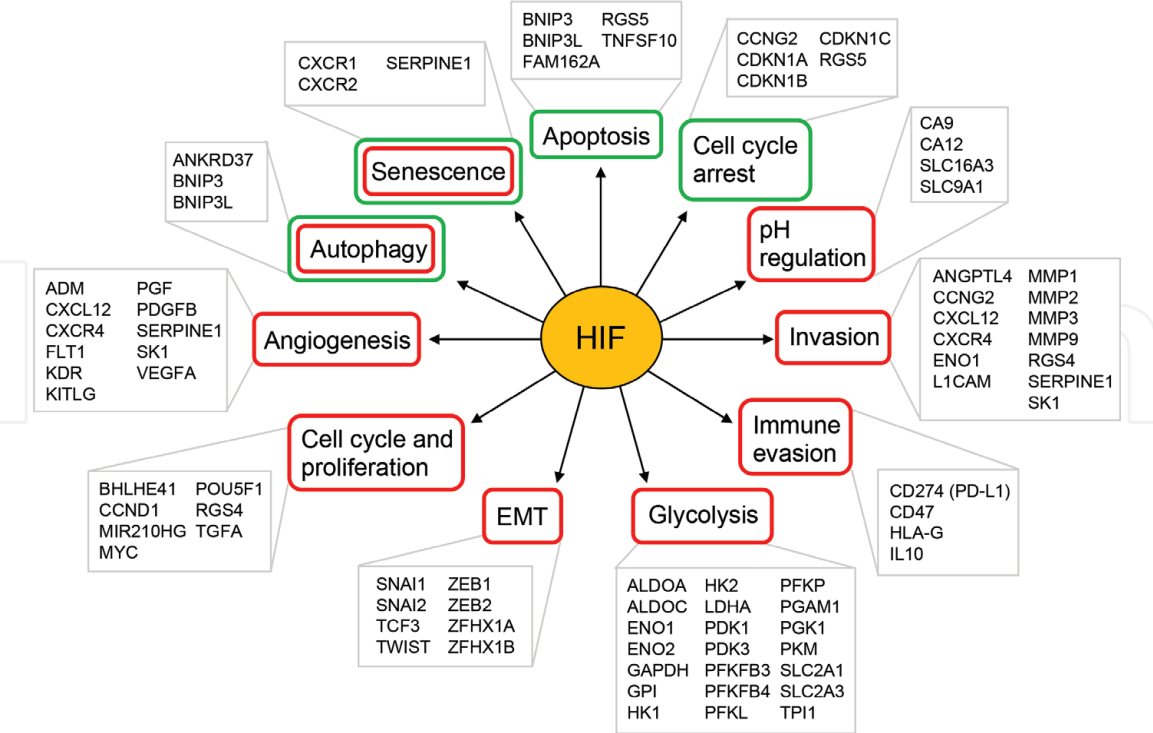 BNIP3 RGS5
BNIP3L TNFSF10
FAM162A
CCNG2 CDKN1C
CDKN1A RGS5
CDKN1B
CXCR1 SERPINE1
CXCR2
Apoptosis
Cell cycle
arrest
CA9
CA12
SLC16A3
SLC9A1
Senescence
ANKRD37
BNIP3
BNIP3L
Autophagy
pH
regulation
ADM PGF
CXCL12 PDGFB
CXCR4 SERPINE1
FLT1 SK1
KDR VEGFA
KITLG
Angiogenesis
HIF
Invasion
ANGPTL4 MMP1
CCNG2 MMP2
CXCL12 MMP3
CXCR4 MMP9
ENO1 RGS4
L1CAM SERPINE1
SK1
Cell cycle and
proliferation
Immune
evasion
BHLHE41 POU5F1
CCND1 RGS4
MIR210HG TGFA
MYC
EMT
Glycolysis
CD274 (PD-L1)
CD47
HLA-G
IL10
SNAI1 ZEB1
SNAI2 ZEB2
TCF3 ZFHX1A
TWIST ZFHX1B
ALDOA HK2 PFKP
ALDOC LDHA PGAM1
ENO1 PDK1 PGK1
ENO2 PDK3 PKM
GAPDH PFKFB3 SLC2A1
GPI PFKFB4 SLC2A3
HK1 PFKL TPI1